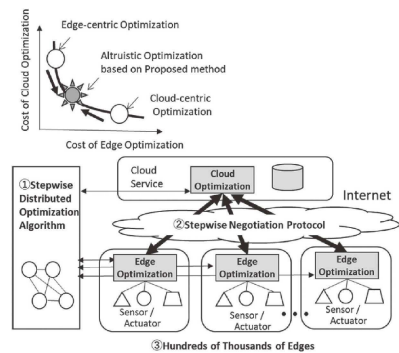 Edge-centric Optimization
Altruistic Optimization
based on Proposed method
Cloud-centric
Optimization
Cost of Cloud Optimization
Cost of Edge Optimization
①Stepwise
Distributed
Optimization
Algorithm
Cloud
Service
Cloud
Optimization
Internet
②Stepwise Negotiation Protocol
Edge
Optimization
Edge
Optimization
Edge
Optimization
Sensor /
Actuator
Sensor /
Actuator
Sensor /
Actuator
③Hundreds of Thousands of Edges